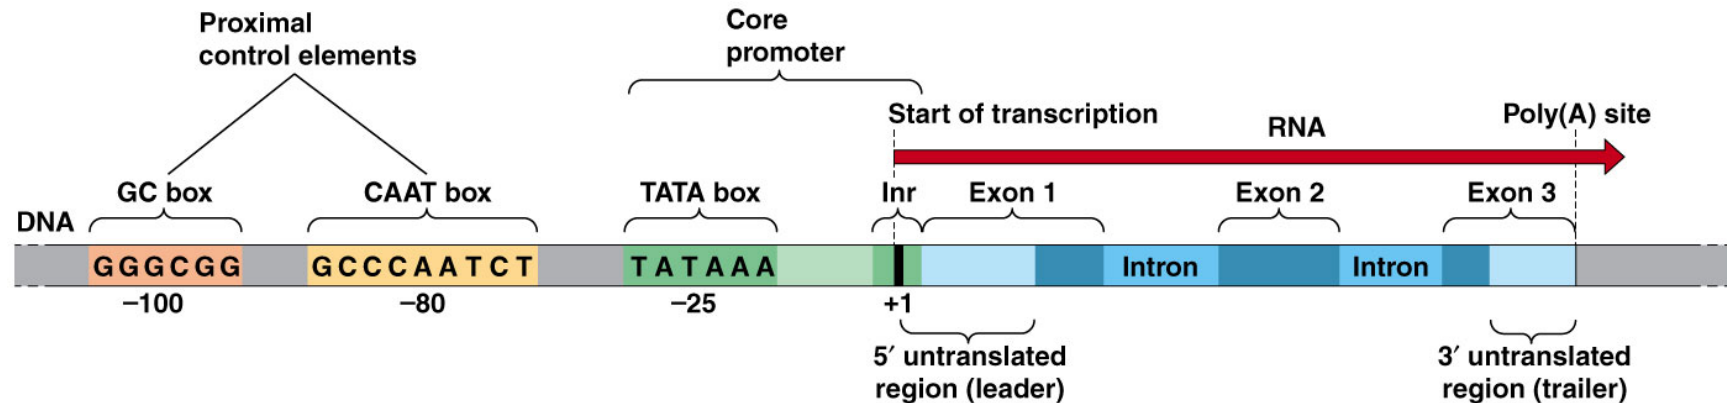 Proximal
control elements
Core
promoter
Start of transcription
RNA
Poly(A) site
GC box
CAAT box
TATA box
Inr
Exon 1
Exon 2
Exon 3
DNA
GGGCGG
GCCCAATCT
TATAAA
Intron
Intron
–100
–80
–25
+1
5′ untranslated
region (leader)
3′ untranslated
region (trailer)